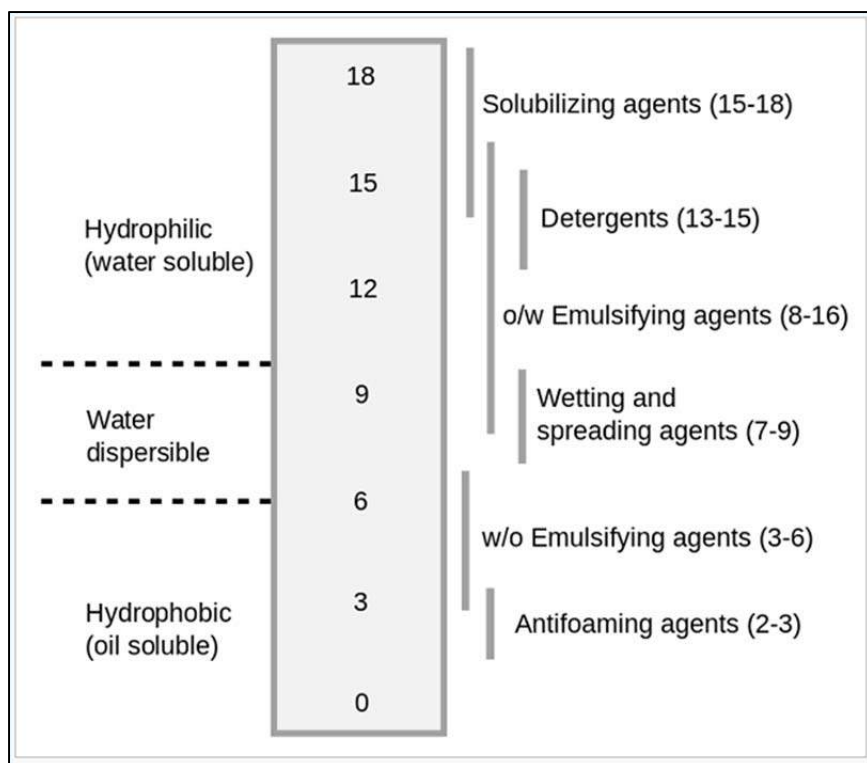 18
Solubilizing agents (15-18)
15
Detergents (13-15)
Hydrophilic
(water soluble)
12
o/w Emulsifying agents (8-16)
9
Wetting and
spreading agents (7-9)
Water
dispersible
6
w/o Emulsifying agents (3-6)
3
Hydrophobic
(oil soluble)
Antifoaming agents (2-3)
0